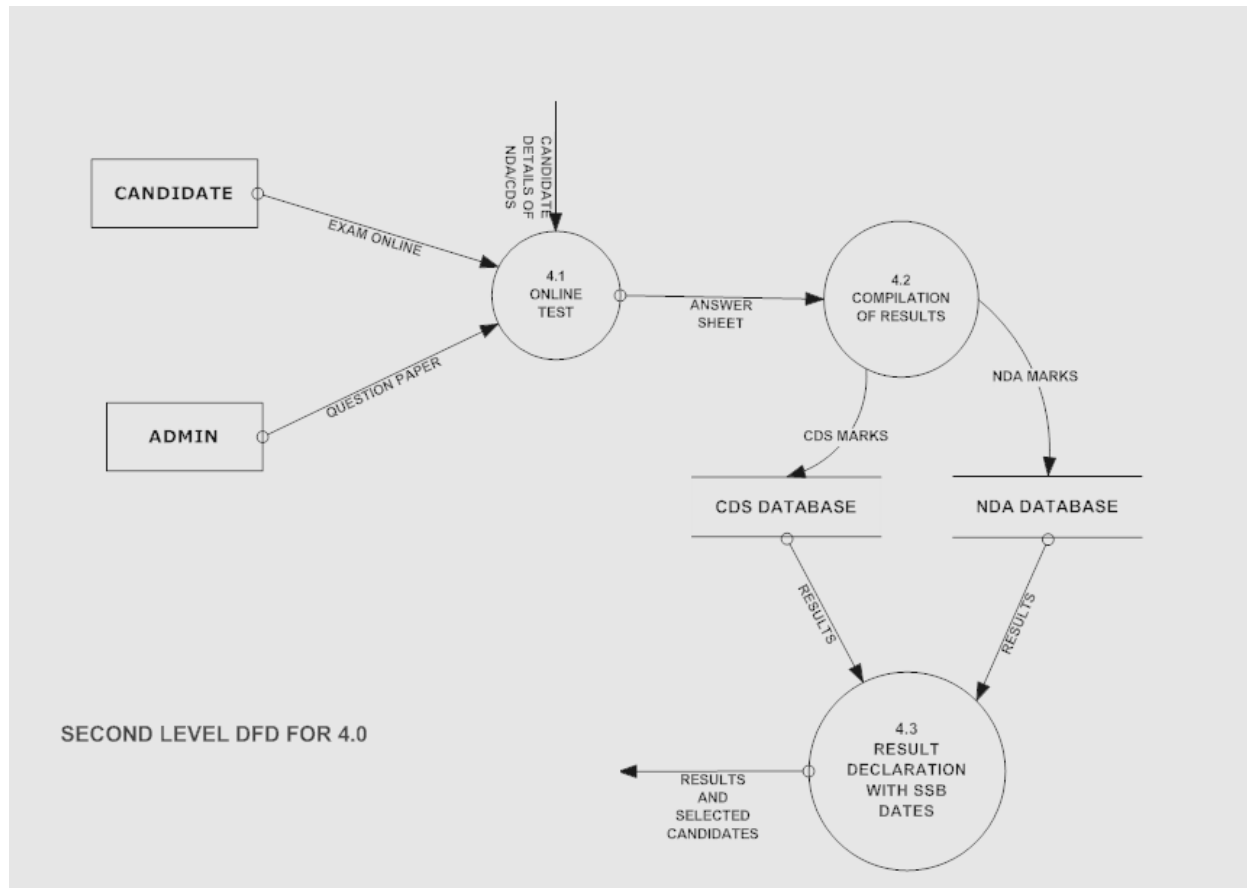 CANDIDATE
DETAILS OF
NDA/CDS
CANDIDATE
EXAM ONLINE
4.1
ONLINE
TEST
ANSWER
SHEET
4.2
COMPILATION
OF RESULTS
QUESTION PAPER
ADMIN
NDA MARKS
CDS MARKS
CDS DATABASE
NDA DATABASE
RESULTS
RESULTS
SECOND LEVEL DFD FOR 4.0
4.3
RESULT
DECLARATION
WITH SSB
DATES
RESULTS
AND
SELECTED
CANDIDATES